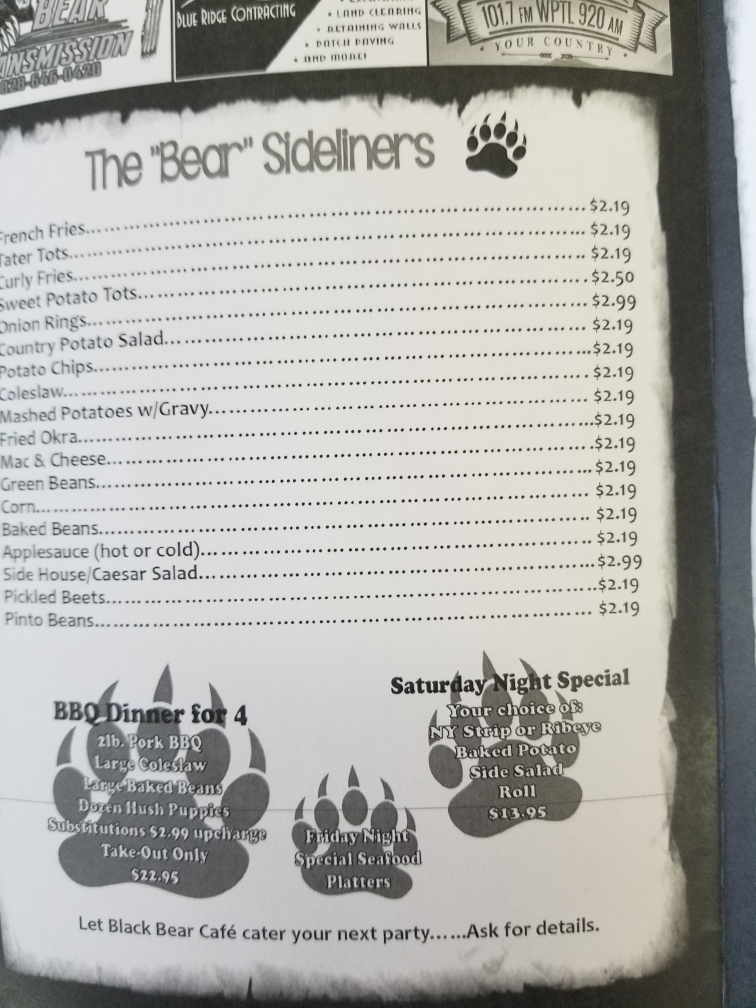 BEAR
BLUE RIDGE CONTRACTING
• LAND CLEARING
• RETAINING WALLS
• PATCH PAVING
• AND MORE!
101.7 FM WPTL 920 AM
• YOUR COUNTRY •
The "Bear" Sideliners
French Fries........$2.19
Tater Tots........$2.19
Curly Fries........$2.19
Sweet Potato Tots........$2.50
Onion Rings........$2.99
Country Potato Salad........$2.19
Potato Chips........$2.19
Coleslaw........$2.19
Mashed Potatoes w/Gravy........$2.19
Fried Okra........$2.19
Mac & Cheese........$2.19
Green Beans........$2.19
Corn........$2.19
Baked Beans........$2.19
Applesauce (hot or cold)........$2.19
Side House/Caesar Salad........$2.99
Pickled Beets........$2.19
Pinto Beans........$2.19
BBQ Dinner for 4
2lb. Pork BBQ
Large Coleslaw
Large Baked Beans
Dozen Hush Puppies
Substitutions $2.99 upcharge
Take-Out Only
$22.95
Friday Night
Special Seafood
Platters
Saturday Night Special
Your choice of:
NY Strip or Ribeye
Baked Potato
Side Salad
Roll
$13.95
Let Black Bear Café cater your next party......Ask for details.